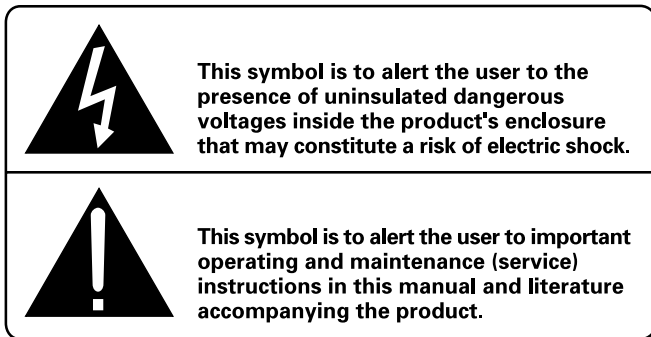 This symbol is to alert the user to the
presence of uninsulated dangerous
voltages inside the product's enclosure
that may constitute a risk of electric shock.
This symbol is to alert the user to important
operating and maintenance (service)
instructions in this manual and literature
accompanying the product.